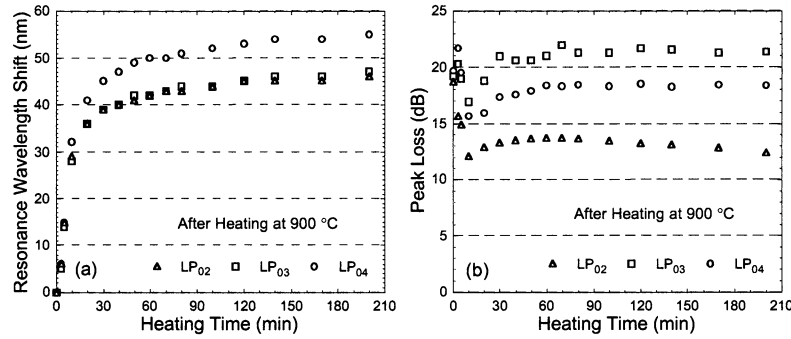 Resonance Wavelength Shift (nm)
60
50
40
30
20
10
0
After Heating at 900 °C
(a)
LP02
LP03
LP04
0 30 60 90 120 150 180 210
Heating Time (min)
Peak Loss (dB)
25
20
15
10
5
0
After Heating at 900 °C
(b)
LP02
LP03
LP04
0 30 60 90 120 150 180 210
Heating Time (min)